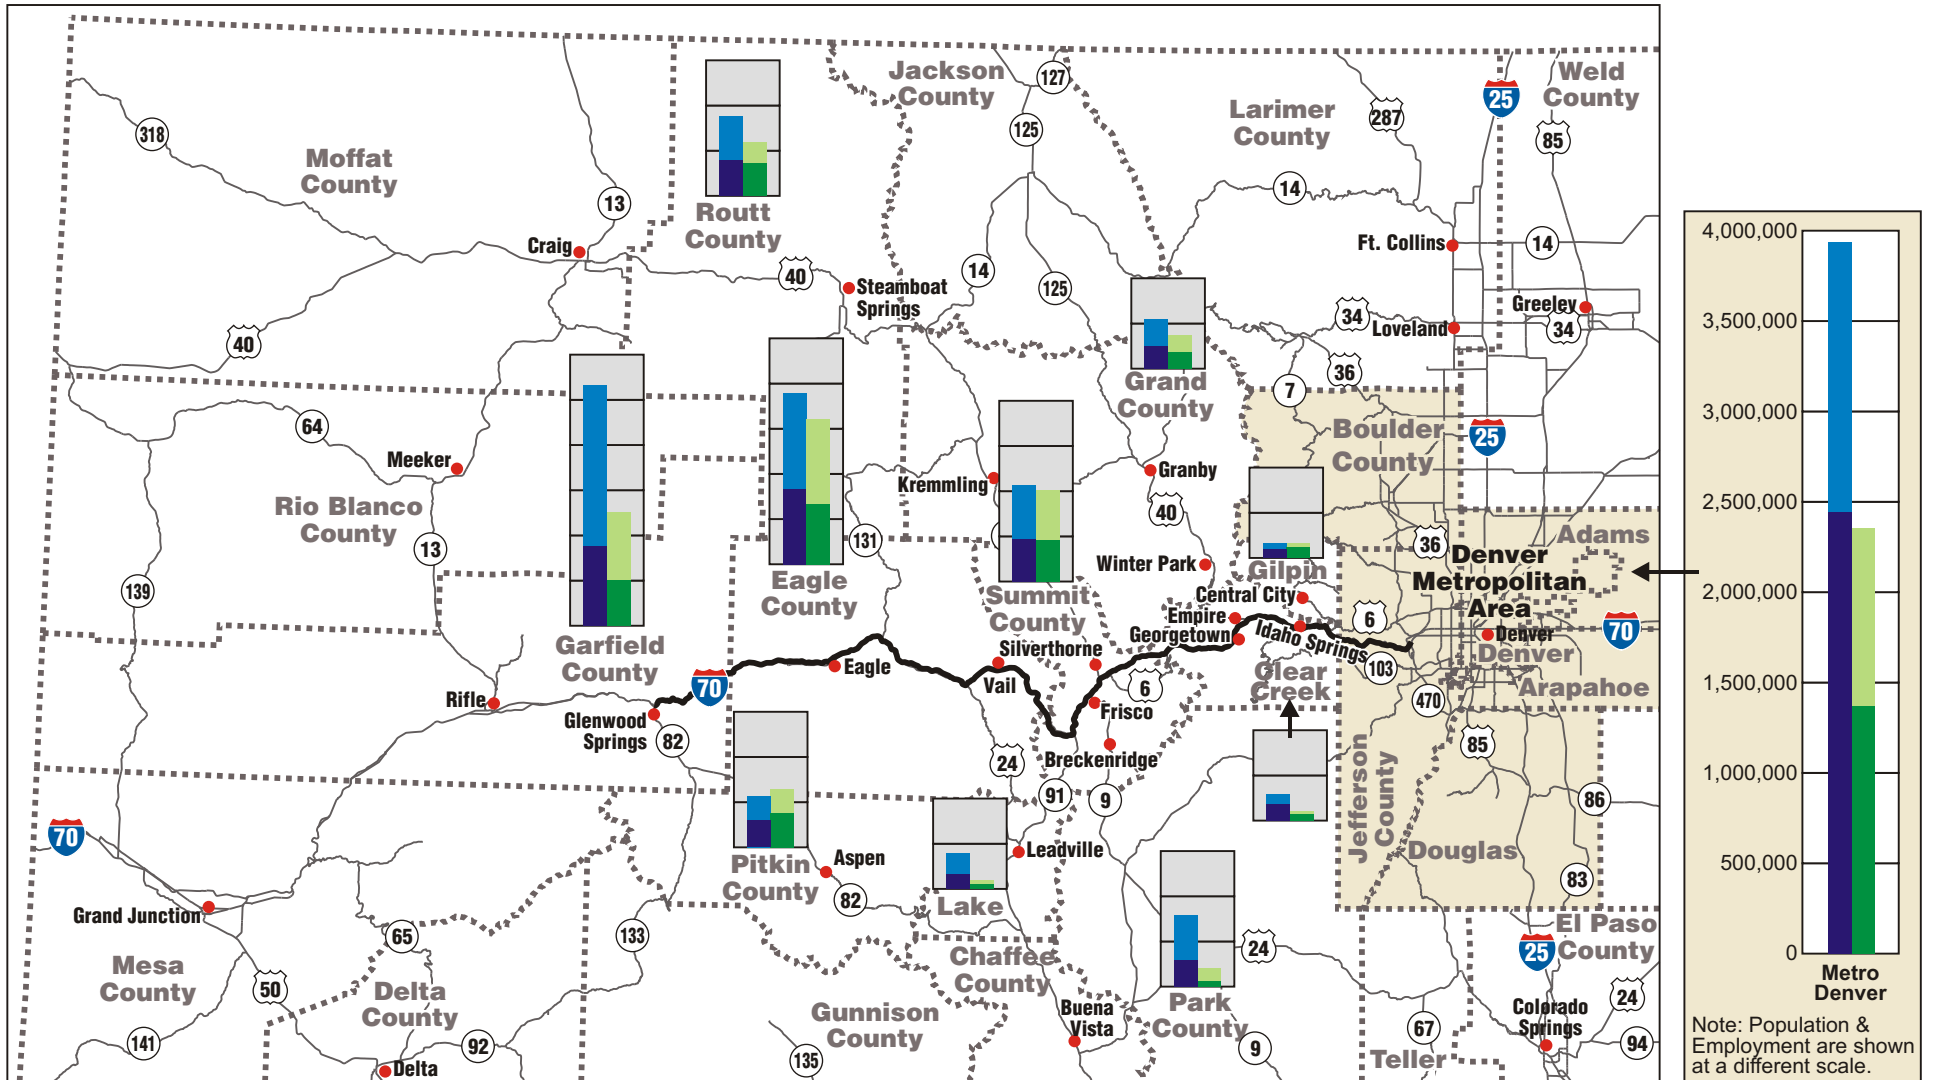 Jackson
County
127
Weld
County
25
318
287
Larimer
County
125
85
Moffat
County
14
13
Routt
County
Craig
Ft. Collins
14
40
14
Steamboat
Springs
125
Greeley
34
Loveland
34
40
36
7
Grand
County
64
Boulder
County
25
Meeker
Kremmling
Granby
40
Rio Blanco
County
13
131
36
Adams
Denver
Metropolitan
Area
Winter Park
Gilpin
Eagle
County
139
Summit
County
Central City
Empire
Georgetown
Idaho Springs
6
70
Denver
Denver
Garfield
County
Silverthorne
Eagle
Vail
Clear
Creek
103
Arapahoe
70
6
470
Rifle
Glenwood
Springs
82
Frisco
85
24
Breckenridge
Jefferson
County
91
9
86
70
Leadville
Douglas
Pitkin
County
Aspen
82
83
Lake
Grand Junction
65
133
24
25
El Paso
County
Mesa
County
Chaffee
County
50
Delta
County
Gunnison
County
Buena
Vista
Park
County
Colorado
Springs
24
67
141
92
135
9
Teller
94
Delta
4,000,000
3,500,000
3,000,000
2,500,000
2,000,000
1,500,000
1,000,000
500,000
0
Metro
Denver
Note: Population &
Employment are shown
at a different scale.